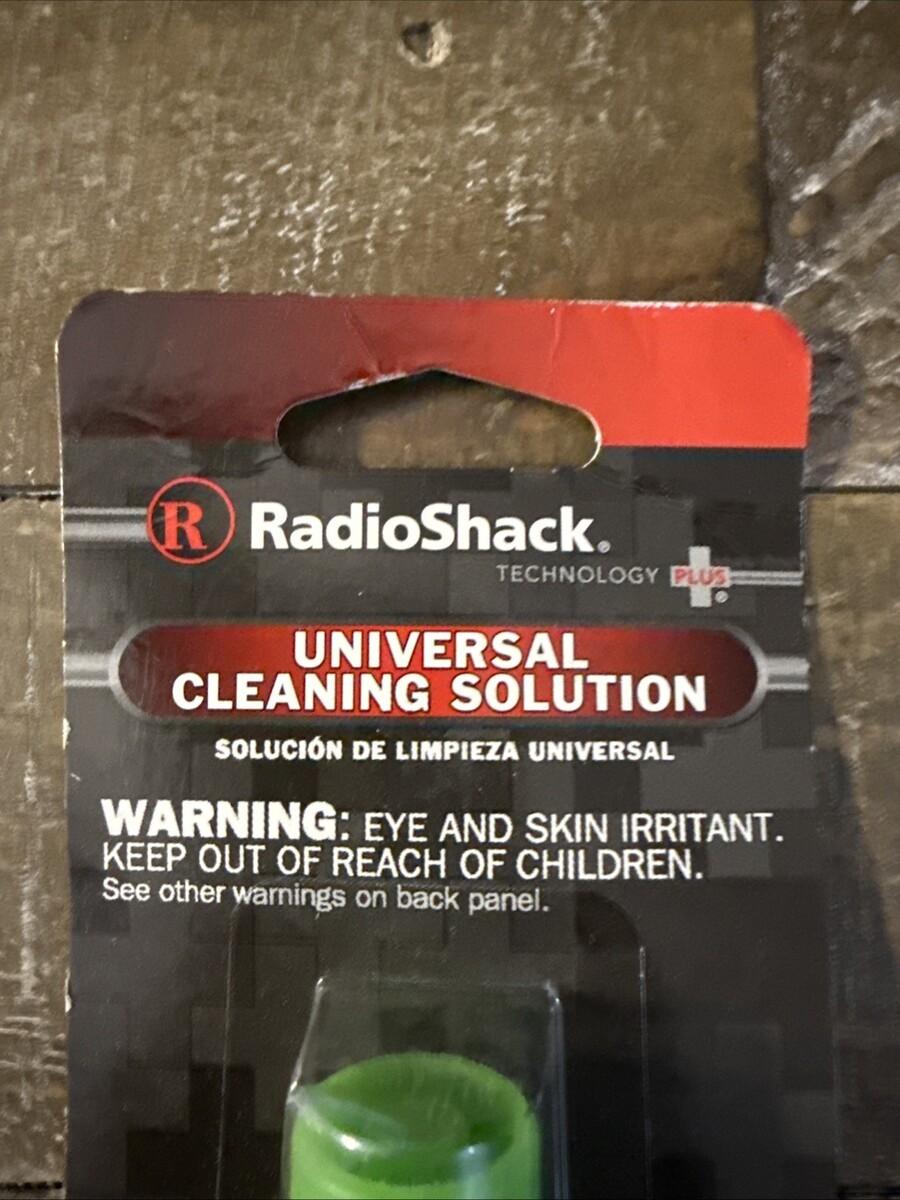 R RadioShack®
TECHNOLOGY PLUS®
UNIVERSAL
CLEANING SOLUTION
SOLUCIÓN DE LIMPIEZA UNIVERSAL
WARNING: EYE AND SKIN IRRITANT.
KEEP OUT OF REACH OF CHILDREN.
See other warnings on back panel.